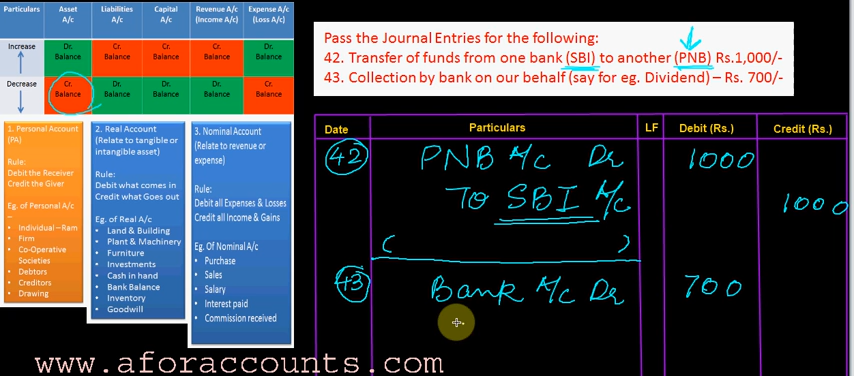 Particulars Asset A/c Liabilities A/c Capital A/c Revenue A/c (Income A/c) Expense A/c (Loss A/c)
Increase Dr. Balance Cr. Balance Cr. Balance Cr. Balance Dr. Balance
Decrease Cr. Balance Dr. Balance Dr. Balance Dr. Balance Cr. Balance
1. Personal Account
(PA)
Rule:
Debit the Receiver
Credit the Giver
Eg. of Personal A/c
–
• Individual – Ram
• Firm
• Co-Operative
Societies
• Debtors
• Creditors
• Drawing
2. Real Account
(Relate to tangible or
intangible asset)
Rule:
Debit what comes in
Credit what Goes out
Eg. of Real A/c
• Land & Building
• Plant & Machinery
• Furniture
• Investments
• Cash in hand
• Bank Balance
• Inventory
• Goodwill
3. Nominal Account
(Relate to revenue or
expense)
Rule:
Debit all Expenses & Losses
Credit all Income & Gains
Eg. Of Nominal A/c
• Purchase
• Sales
• Salary
• Interest paid
• Commission received
Pass the Journal Entries for the following:
42. Transfer of funds from one bank (SBI) to another (PNB) Rs.1,000/-
43. Collection by bank on our behalf (say for eg. Dividend) – Rs. 700/-
Date Particulars LF Debit (Rs.) Credit (Rs.)
42 PNB A/c Dr 1000
TO SBI A/c 1000
( )
43 Bank A/c Dr 700
www.aforaccounts.com